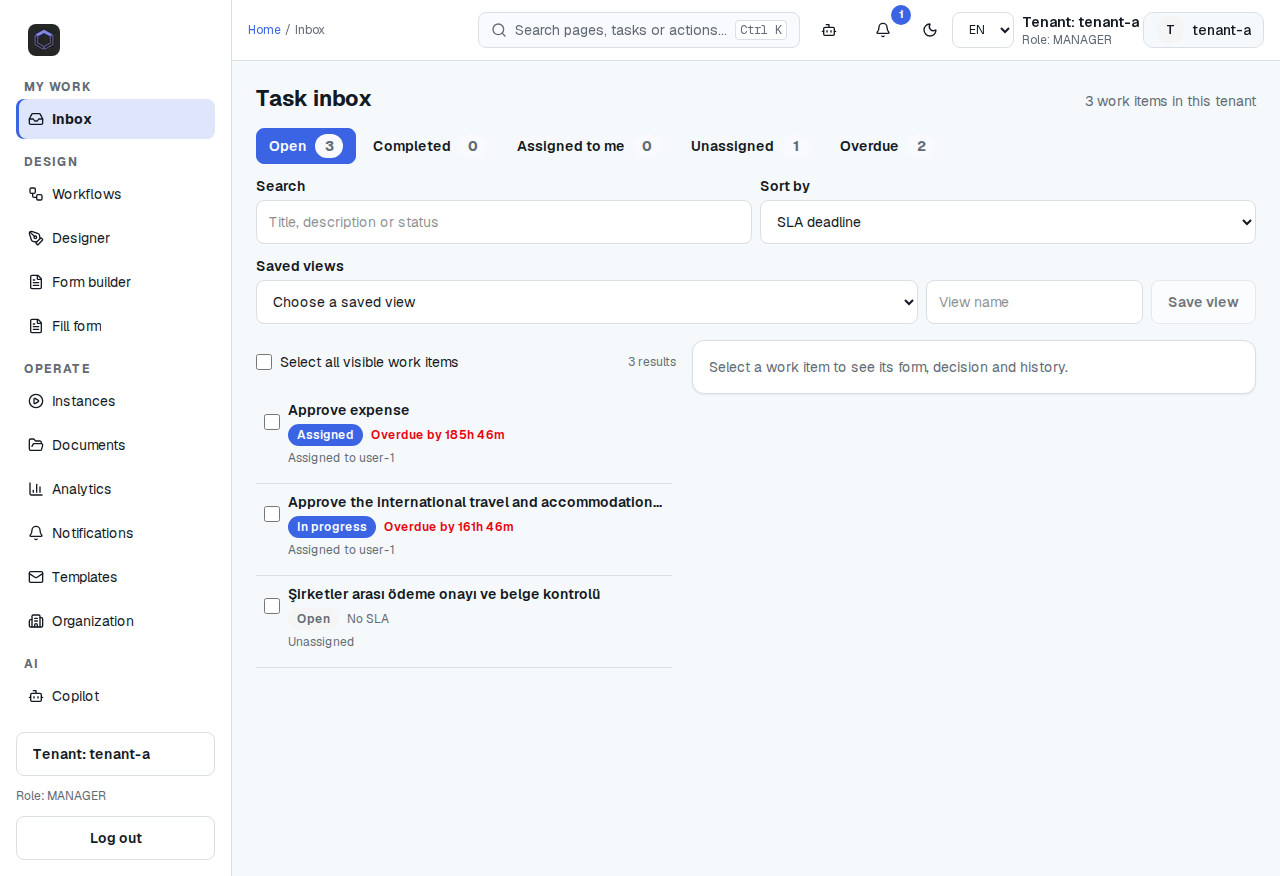 MY WORK
Inbox
DESIGN
Workflows
Designer
Form builder
Fill form
OPERATE
Instances
Documents
Analytics
Notifications
Templates
Organization
AI
Copilot
Tenant: tenant-a
Role: MANAGER
Log out
Home / Inbox
Search pages, tasks or actions... Ctrl K
1
EN
Tenant: tenant-a
Role: MANAGER
T tenant-a
Task inbox
3 work items in this tenant
Open 3 Completed 0 Assigned to me 0 Unassigned 1 Overdue 2
Search
Title, description or status
Sort by
SLA deadline
Saved views
Choose a saved view
View name
Save view
Select all visible work items
3 results
Approve expense
Assigned Overdue by 185h 46m
Assigned to user-1
Approve the international travel and accommodation...
In progress Overdue by 161h 46m
Assigned to user-1
Şirketler arası ödeme onayı ve belge kontrolü
Open No SLA
Unassigned
Select a work item to see its form, decision and history.